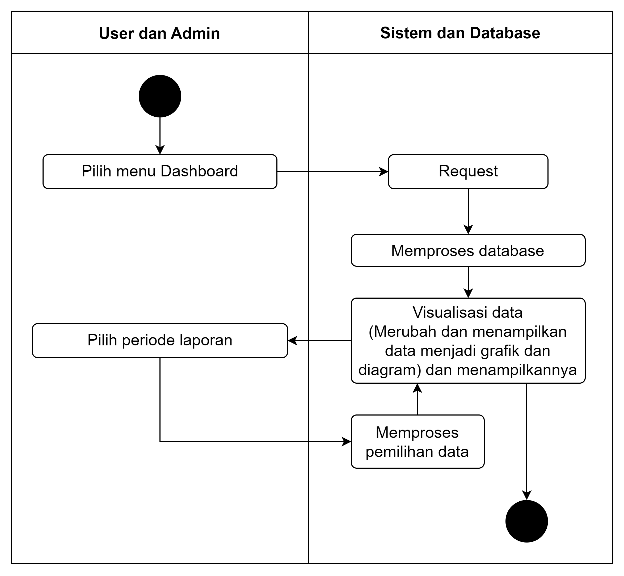 User dan Admin
Sistem dan Database
Pilih menu Dashboard
Request
Memproses database
Visualisasi data
(Merubah dan menampilkan
data menjadi grafik dan
diagram) dan menampilkannya
Pilih periode laporan
Memproses
pemilihan data